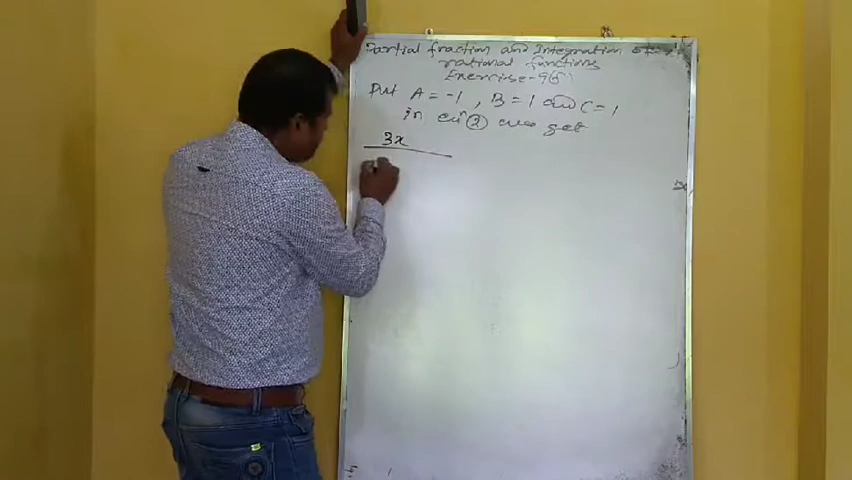 Partial fraction and Integration of
rational functions
Exercise-9(b)
Put A = -1, B = 1 and C = 1
in eqn (2) we get
3x